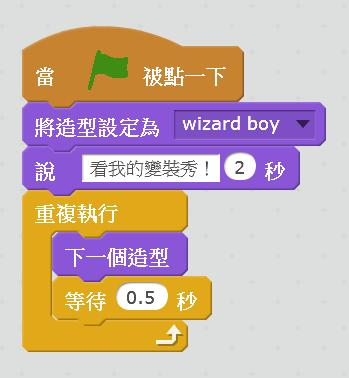 當 被點一下
將造型設定為 wizard boy
說 看我的變裝秀! 2 秒
重複執行
下一個造型
等待 0.5 秒